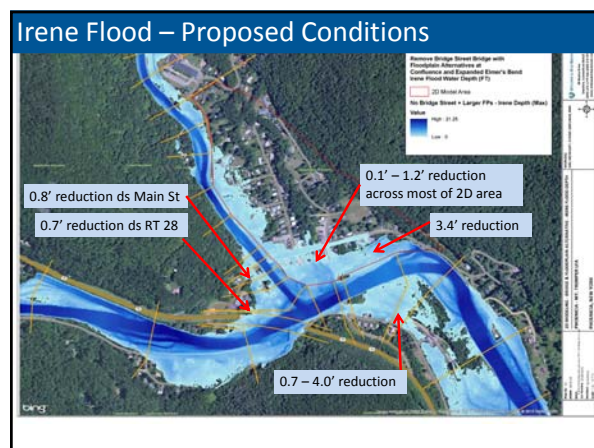 Irene Flood – Proposed Conditions
Remove Bridge Street Bridge with
Floodplain Alternatives at
Confluence and Expanded Elmer's Bend
Irene Flood Water Depth (FT)
2D Model Area
No Bridge Street + Larger FPs - Irene Depth (Max)
Value
High : 21.25
Low : 0
0.1' – 1.2' reduction
across most of 2D area
0.8' reduction ds Main St
0.7' reduction ds RT 28
3.4' reduction
0.7 – 4.0' reduction
bing
PHOENICIA, NEW YORK